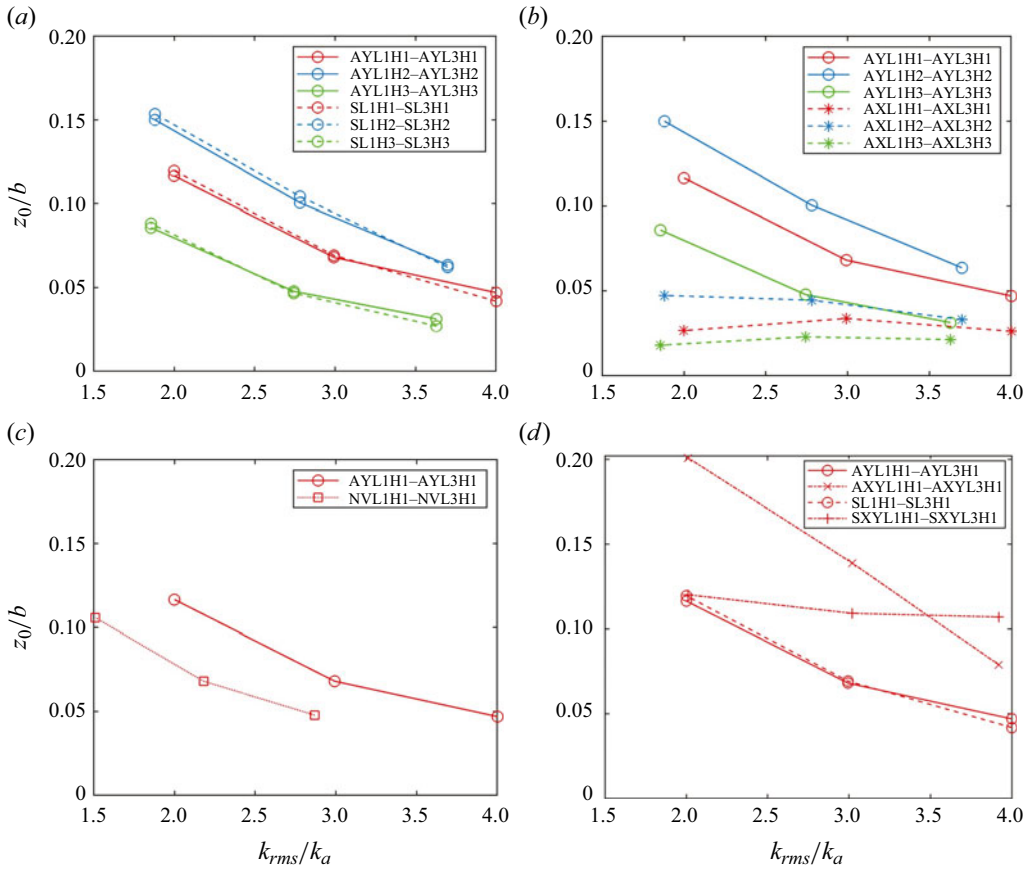 (a)
0.20
0.15
0.10
0.05
0
z0/b
AYL1H1–AYL3H1
AYL1H2–AYL3H2
AYL1H3–AYL3H3
SL1H1–SL3H1
SL1H2–SL3H2
SL1H3–SL3H3
1.5 2.0 2.5 3.0 3.5 4.0
(b)
0.20
0.15
0.10
0.05
0
AYL1H1–AYL3H1
AYL1H2–AYL3H2
AYL1H3–AYL3H3
AXL1H1–AXL3H1
AXL1H2–AXL3H2
AXL1H3–AXL3H3
1.5 2.0 2.5 3.0 3.5 4.0
(c)
0.20
0.15
0.10
0.05
0
z0/b
AYL1H1–AYL3H1
NVL1H1–NVL3H1
1.5 2.0 2.5 3.0 3.5 4.0
krms/ka
(d)
0.20
0.15
0.10
0.05
0
AYL1H1–AYL3H1
AXYL1H1–AXYL3H1
SL1H1–SL3H1
SXYL1H1–SXYL3H1
1.5 2.0 2.5 3.0 3.5 4.0
krms/ka